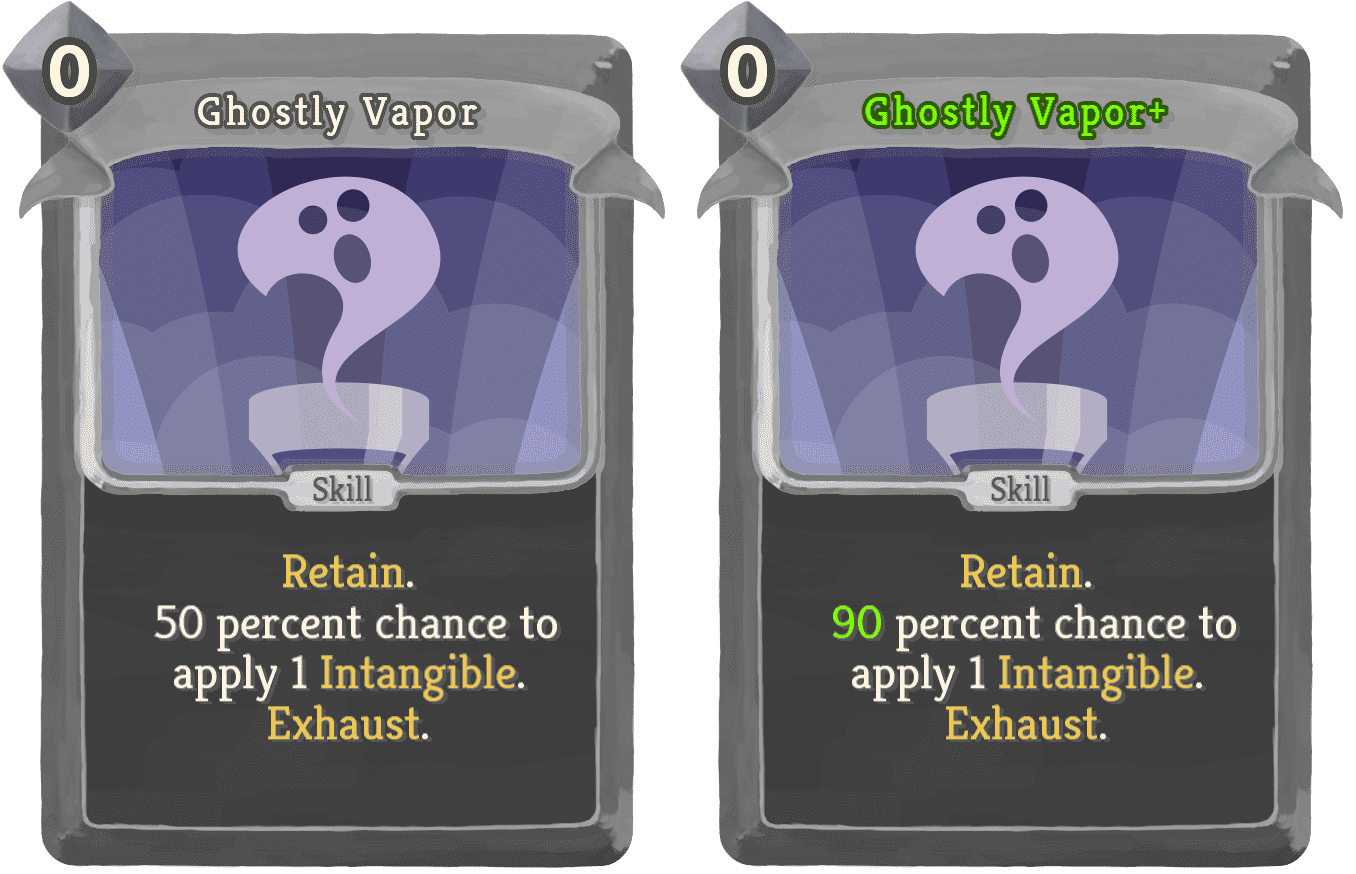 0
Ghostly Vapor
Skill
Retain.
50 percent chance to
apply 1 Intangible.
Exhaust.
0
Ghostly Vapor+
Skill
Retain.
90 percent chance to
apply 1 Intangible.
Exhaust.